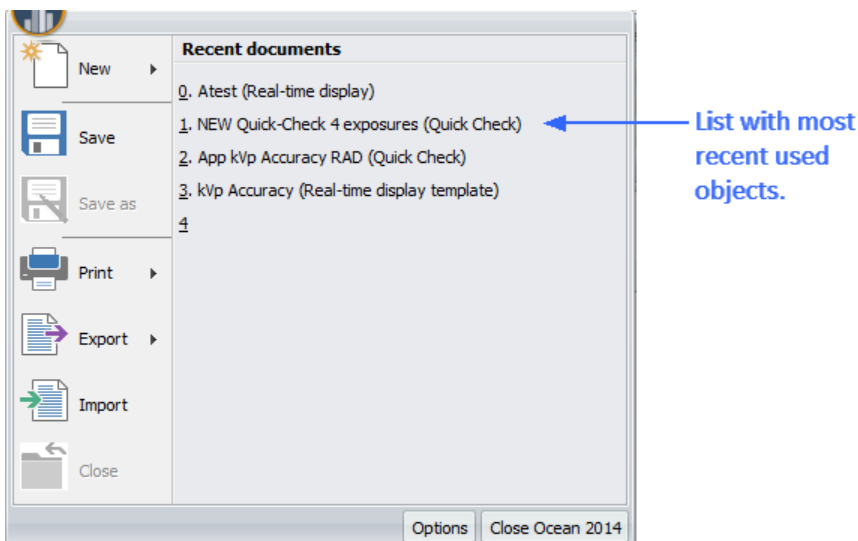 New
Save
Save as
Print
Export
Import
Close
Recent documents
0. Atest (Real-time display)
1. NEW Quick-Check 4 exposures (Quick Check)
2. App kVp Accuracy RAD (Quick Check)
3. kVp Accuracy (Real-time display template)
4
List with most
recent used
objects.
Options
Close Ocean 2014